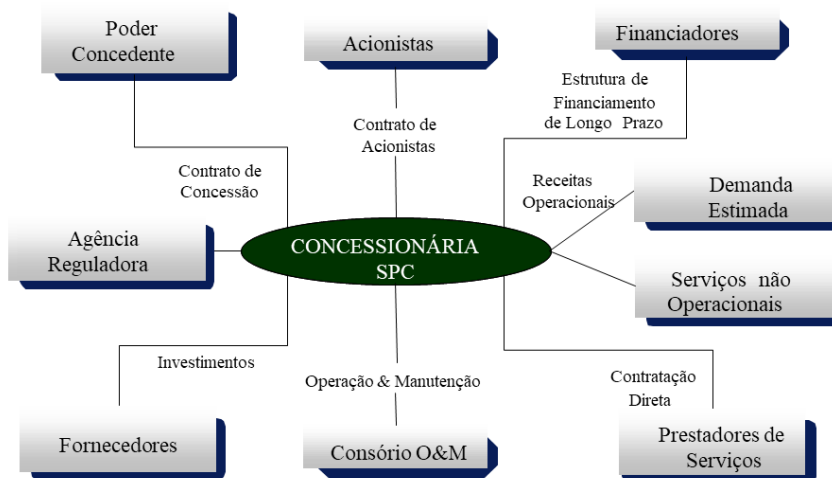 Poder
Concedente
Acionistas
Financiadores
Estrutura de
Financiamento
de Longo Prazo
Contrato de
Acionistas
Contrato de
Concessão
Receitas
Operacionais
Demanda
Estimada
Agência
Reguladora
CONCESSIONÁRIA
SPC
Serviços não
Operacionais
Investimentos
Operação & Manutenção
Contratação
Direta
Fornecedores
Consório O&M
Prestadores de
Serviços